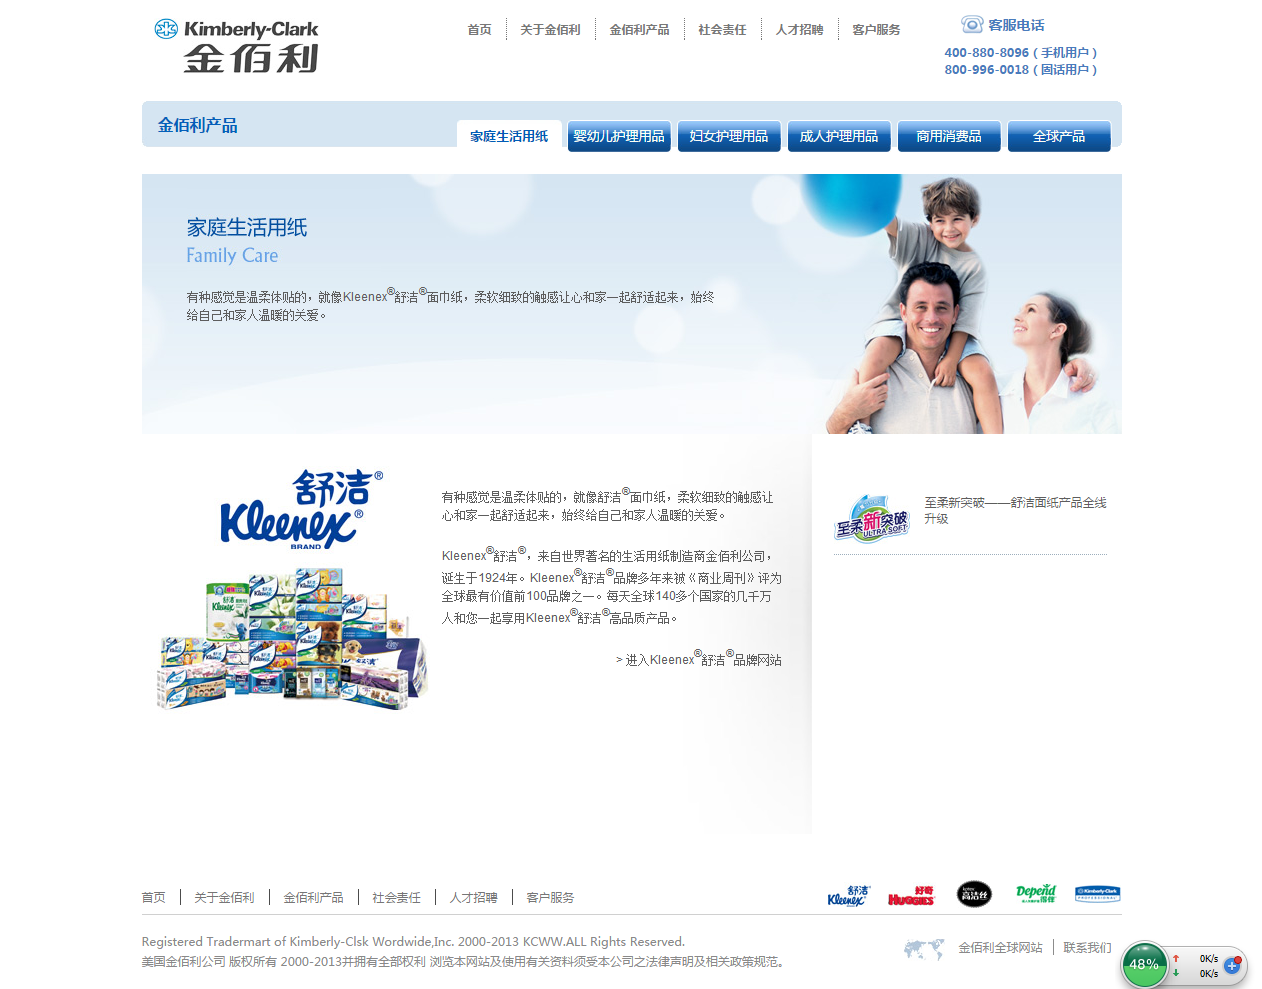 Kimberly-Clark
金佰利
首页 关于金佰利 金佰利产品 社会责任 人才招聘 客户服务
客服电话
400-880-8096 ( 手机用户 )
800-996-0018 ( 固话用户 )
金佰利产品
家庭生活用纸 婴幼儿护理用品 妇女护理用品 成人护理用品 商用消费品 全球产品
家庭生活用纸
Family Care
有种感觉是温柔体贴的，就像Kleenex®舒洁®面巾纸，柔软细致的触感让心和家一起舒适起来，始终
给自己和家人温暖的关爱。
舒洁®
Kleenex®
BRAND
有种感觉是温柔体贴的，就像舒洁®面巾纸，柔软细致的触感让
心和家一起舒适起来，始终给自己和家人温暖的关爱。
Kleenex®舒洁®，来自世界著名的生活用纸制造商金佰利公司，
诞生于1924年。Kleenex®舒洁®品牌多年来被《商业周刊》评为
全球最有价值前100品牌之一。每天全球140多个国家的几千万
人和您一起享用Kleenex®舒洁®高品质产品。
> 进入Kleenex®舒洁®品牌网站
至柔新突破
ULTRA SOFT
至柔新突破——舒洁面纸产品全线
升级
首页 关于金佰利 金佰利产品 社会责任 人才招聘 客户服务
舒洁 Kleenex 好奇 HUGGIES kotex 高洁丝 Depend 得伴 Kimberly-Clark PROFESSIONAL
Registered Tradermart of Kimberly-Clsk Wordwide,Inc. 2000-2013 KCWW.ALL Rights Reserved.
美国金佰利公司 版权所有 2000-2013并拥有全部权利 浏览本网站及使用有关资料须受本公司之法律声明及相关政策规范。
金佰利全球网站 联系我们
48%
0K/s
0K/s